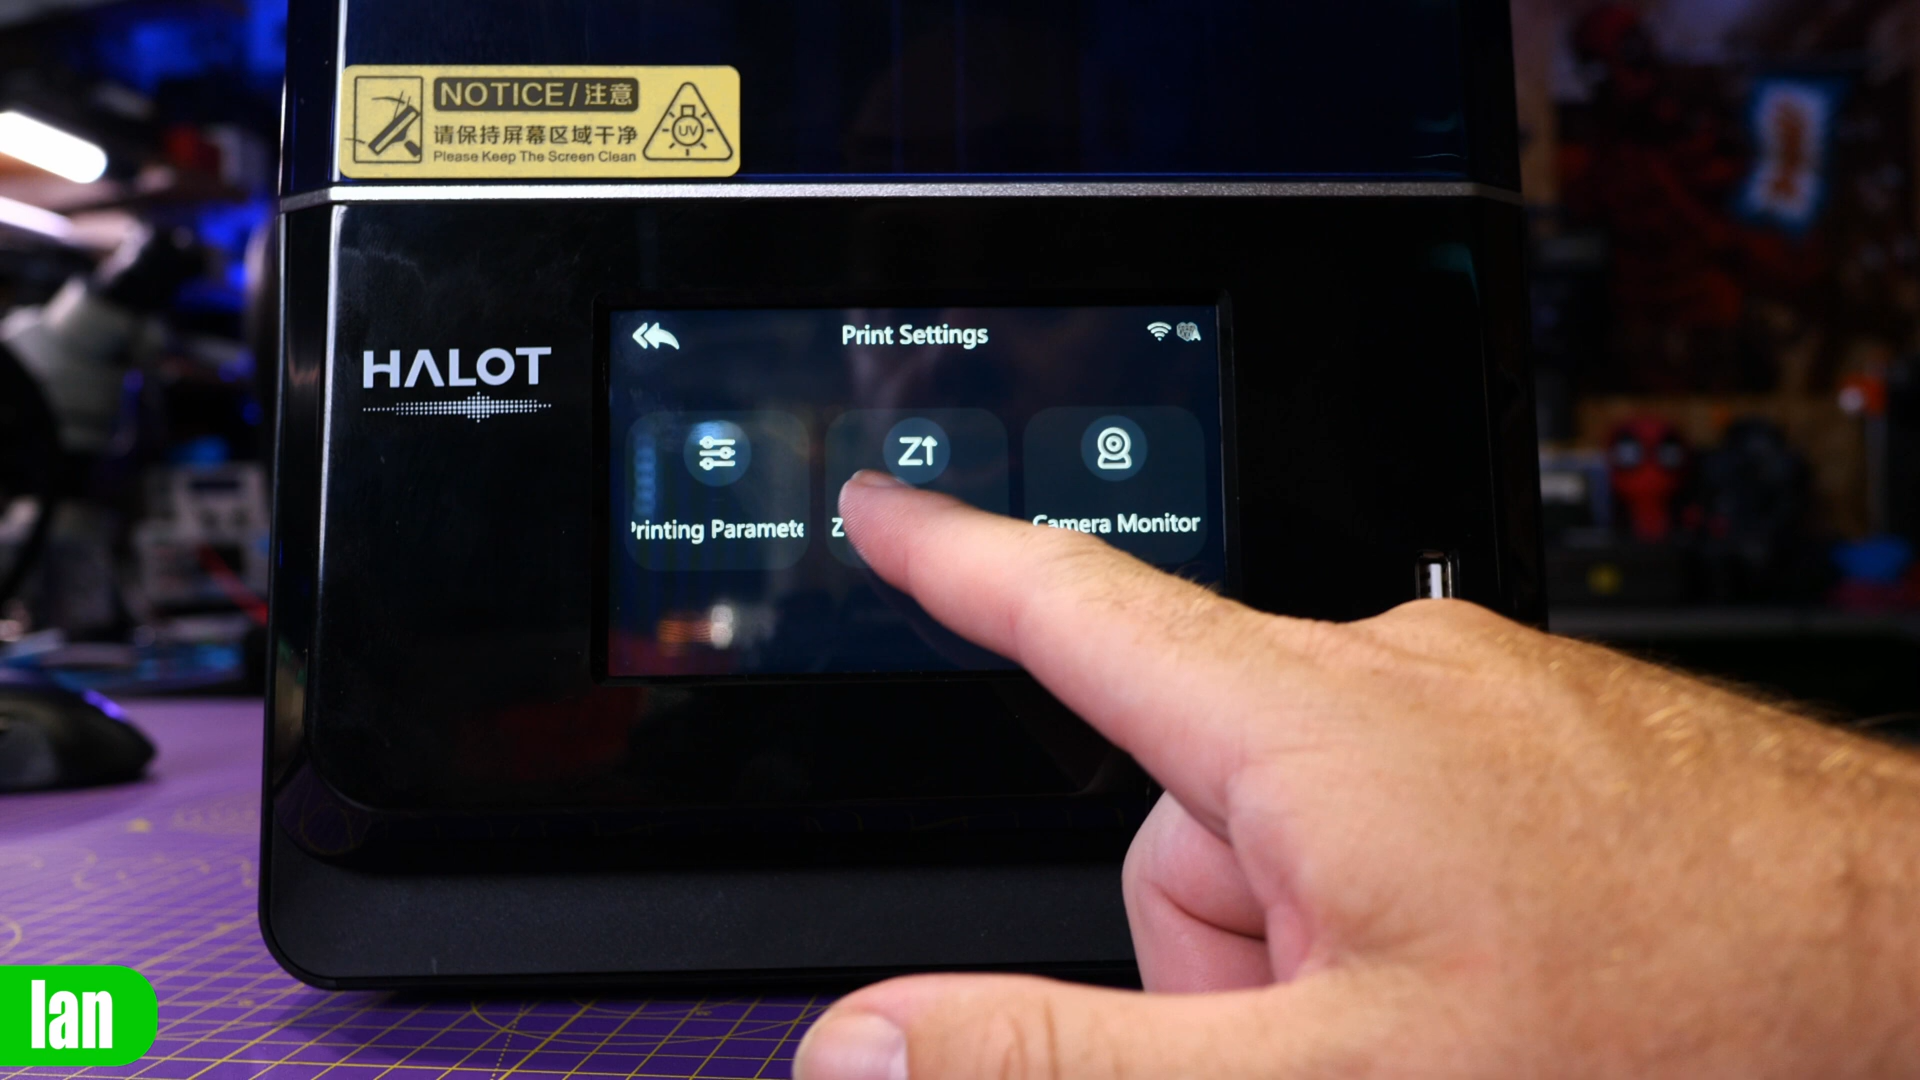 NOTICE/注意
请保持屏幕区域干净
Please Keep The Screen Clean
UV
HALOT
Print Settings
Z
Printing Paramete
Z
Camera Monitor
Ian